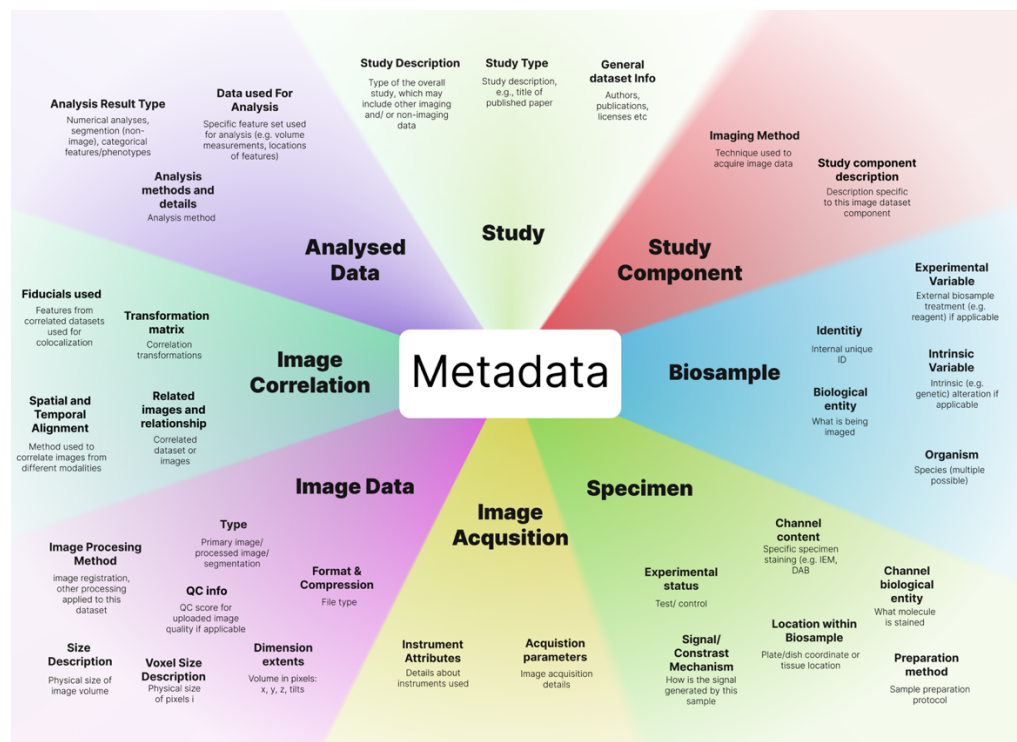 Metadata
Study
Study Description
Type of the overall
study, which may
include other imaging
and/ or non-imaging
data
Study Type
Study description,
e.g., title of
published paper
General
dataset Info
Authors,
publications,
licenses etc
Study
Component
Imaging Method
Technique used to
acquire image data
Study component
description
Description specific
to this image dataset
component
Biosample
Experimental
Variable
External biosample
treatment (e.g.
reagent) if applicable
Identitiy
Internal unique
ID
Intrinsic
Variable
Intrinsic (e.g.
genetic) alteration if
applicable
Biological
entity
What is being
imaged
Organism
Species (multiple
possible)
Specimen
Channel
content
Specific specimen
staining (e.g. IEM,
DAB
Experimental
status
Test/ control
Channel
biological
entity
What molecule
is stained
Location within
Biosample
Plate/dish coordinate or
tissue location
Signal/
Constrast
Mechanism
How is the signal
generated by this
sample
Preparation
method
Sample preparation
protocol
Image
Acqusition
Instrument
Attributes
Details about
instruments used
Acquistion
parameters
Image acquisition
details
Image Data
Type
Primary image/
processed image/
segmentation
Image Procesing
Method
image registration,
other processing
applied to this
dataset
Format &
Compression
File type
QC info
QC score for
uploaded image
quality if applicable
Size
Description
Physical size of
image volume
Voxel Size
Description
Physical size
of pixels i
Dimension
extents
Volume in pixels:
x, y, z, tilts
Image
Correlation
Fiducials used
Features from
correlated datasets
used for
colocalization
Transformation
matrix
Correlation
transformations
Spatial and
Temporal
Alignment
Method used to
correlate images from
different modalities
Related
images and
relationship
Correlated
dataset or
images
Analysed
Data
Analysis Result Type
Numerical analyses,
segmention (non-
image), categorical
features/phenotypes
Data used For
Analysis
Specific feature set used
for analysis (e.g. volume
measurements, locations
of features)
Analysis
methods and
details
Analysis method